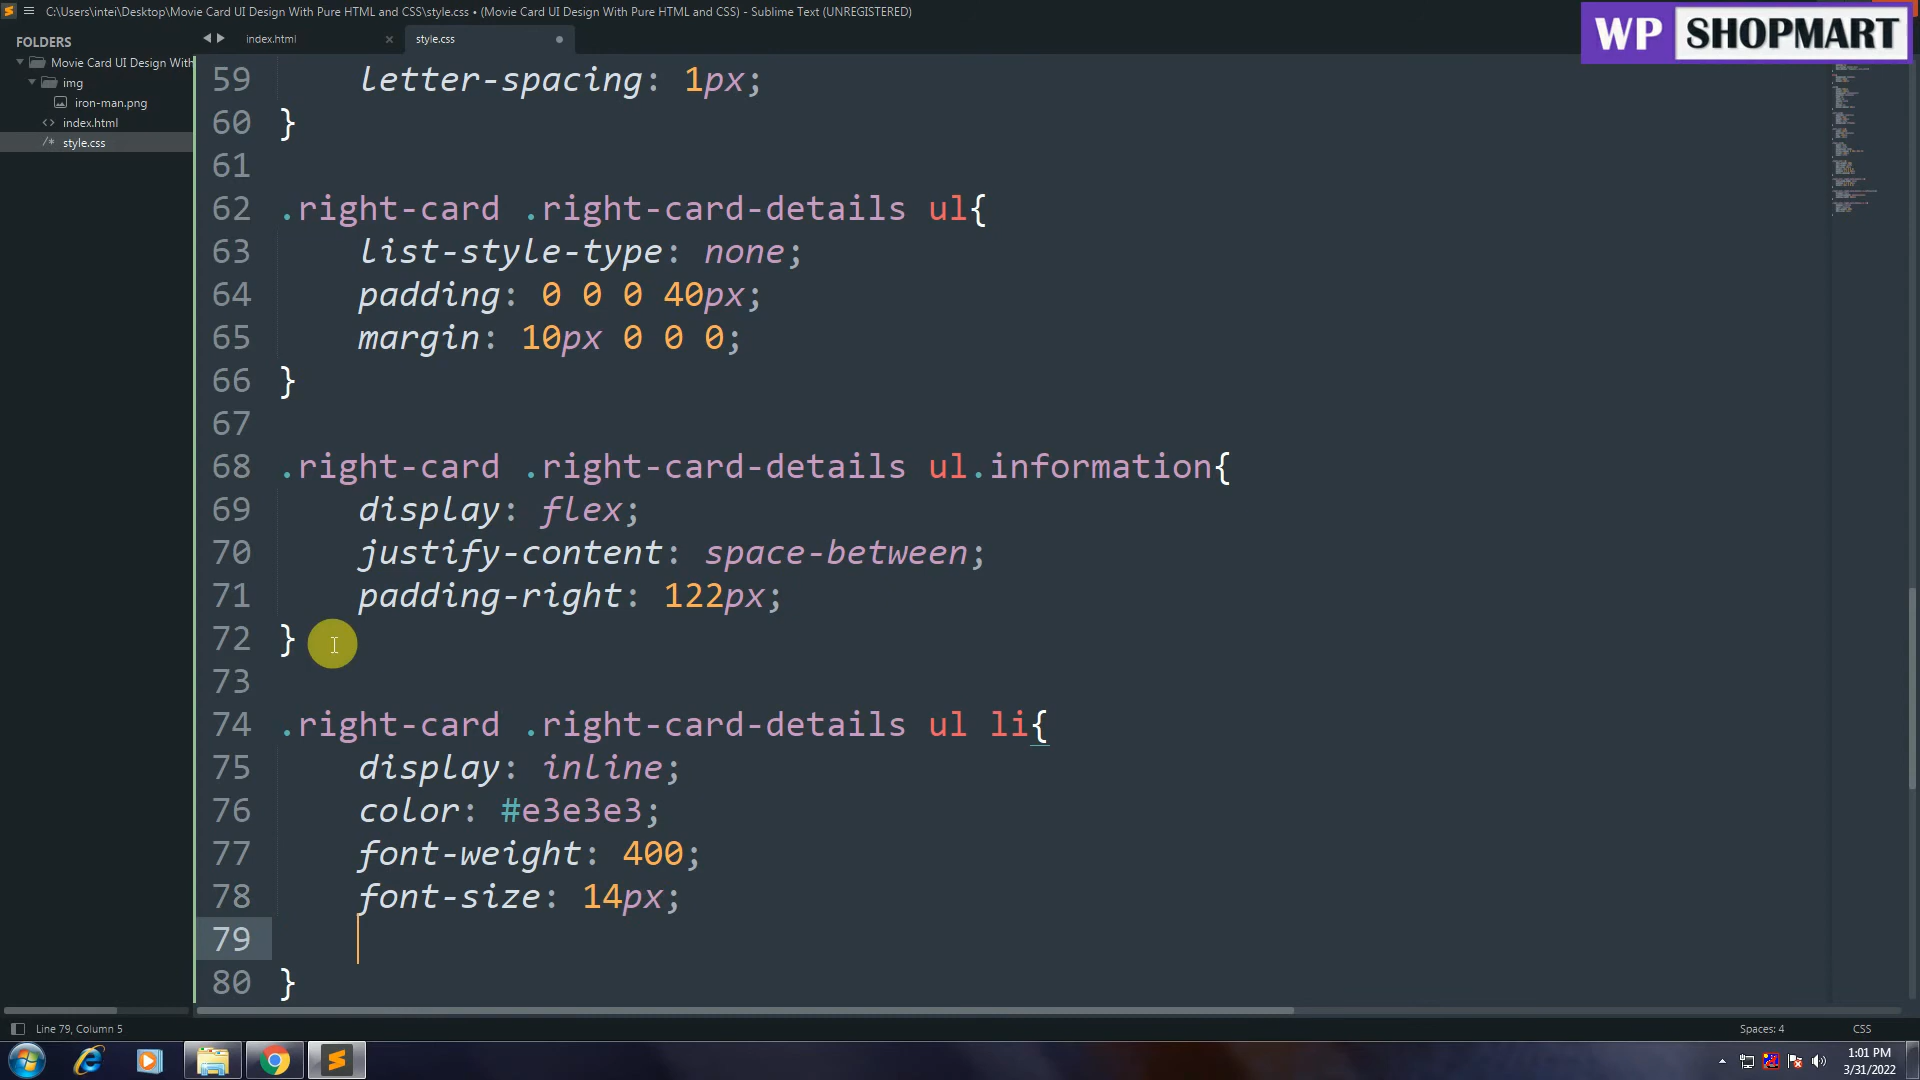 C:\Users\intei\Desktop\Movie Card UI Design With Pure HTML and CSS\style.css • (Movie Card UI Design With Pure HTML and CSS) - Sublime Text (UNREGISTERED)
WP SHOPMART
FOLDERS
Movie Card UI Design With
img
iron-man.png
index.html
style.css
index.html
style.css
59 letter-spacing: 1px;
60 }
61
62 .right-card .right-card-details ul{
63 list-style-type: none;
64 padding: 0 0 0 40px;
65 margin: 10px 0 0 0;
66 }
67
68 .right-card .right-card-details ul.information{
69 display: flex;
70 justify-content: space-between;
71 padding-right: 122px;
72 }
73
74 .right-card .right-card-details ul li{
75 display: inline;
76 color: #e3e3e3;
77 font-weight: 400;
78 font-size: 14px;
79
80 }
Line 79, Column 5
Spaces: 4
CSS
1:01 PM
3/31/2022